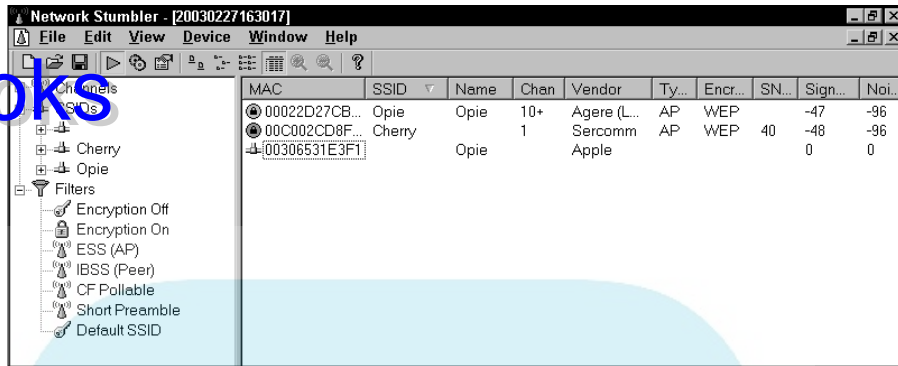 Network Stumbler - [20030227163017]
File Edit View Device Window Help
oks
Channels
SSIDs
Cherry
Opie
Filters
Encryption Off
Encryption On
ESS (AP)
IBSS (Peer)
CF Pollable
Short Preamble
Default SSID
MAC SSID Name Chan Vendor Ty... Encr... SN... Sign... Noi...
00022D27CB... Opie Opie 10+ Agere (L... AP WEP -47 -96
00C002CD8F... Cherry 1 Sercomm AP WEP 40 -48 -96
00306531E3F1 Opie Apple 0 0